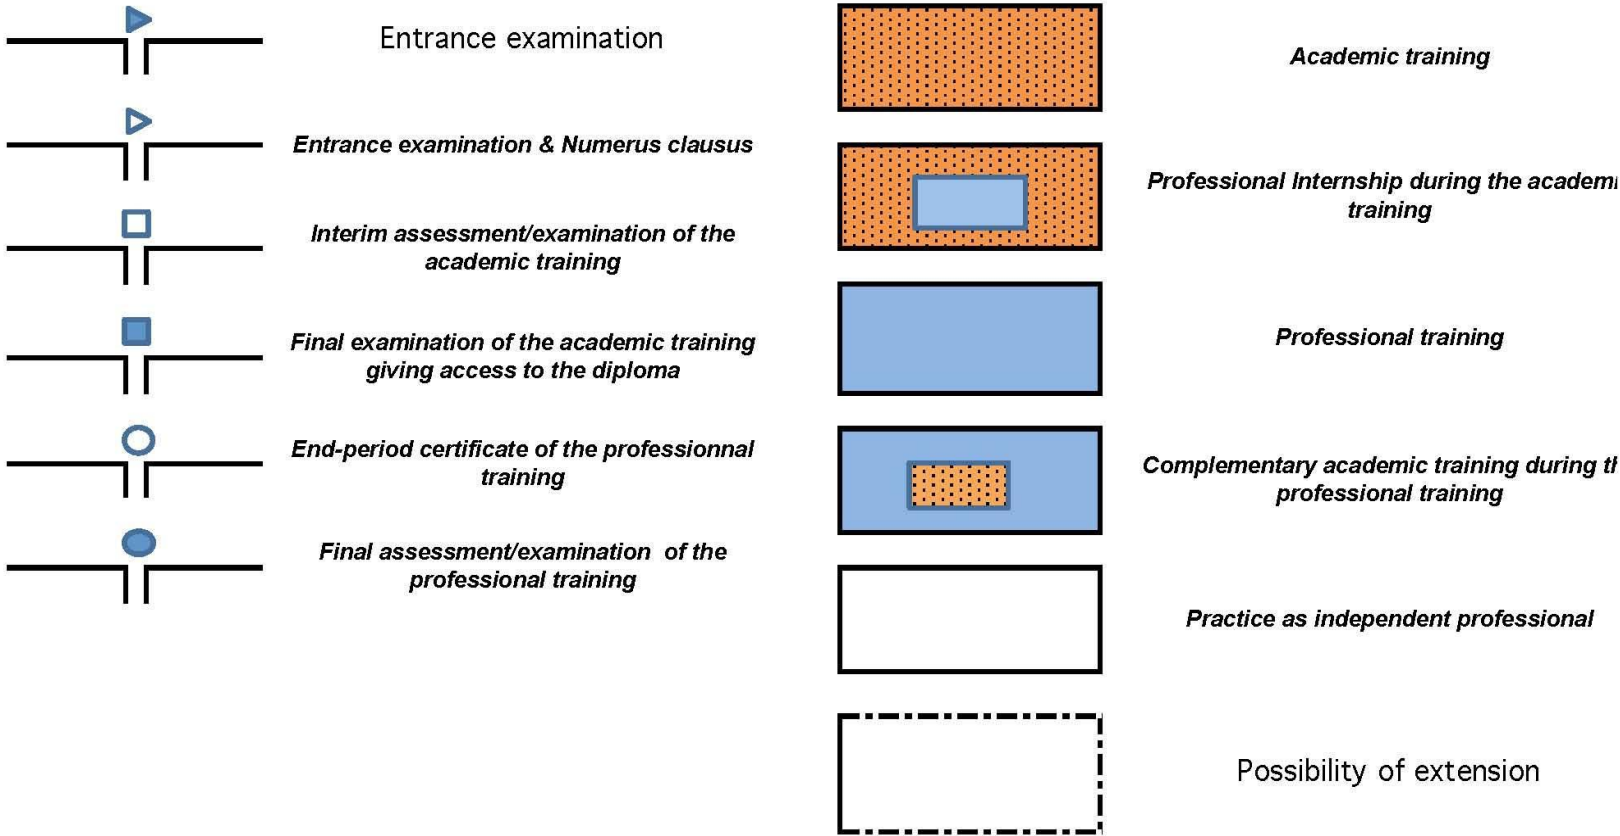 Entrance examination
Entrance examination & Numerus clausus
Interim assessment/examination of the
academic training
Final examination of the academic training
giving access to the diploma
End-period certificate of the professionnal
training
Final assessment/examination of the
professional training
Academic training
Professional Internship during the
training
Professional training
Complementary academic training during
professional training
Practice as independent professional
Possibility of extension